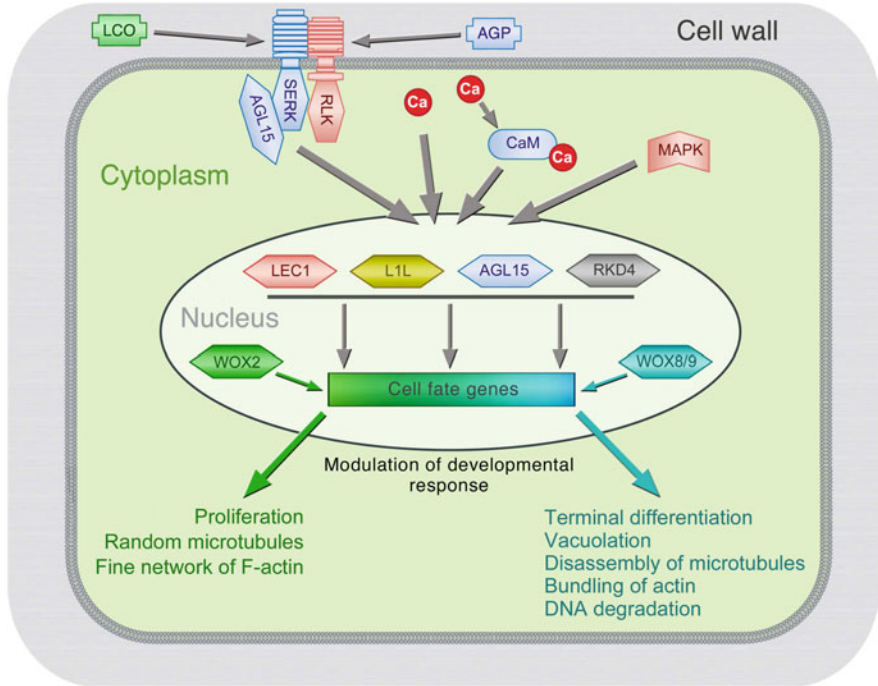 LCO
AGP
Cell wall
AGL15
SERK
RLK
Ca
Ca
CaM
Ca
MAPK
Cytoplasm
LEC1
L1L
AGL15
RKD4
Nucleus
WOX2
WOX8/9
Cell fate genes
Modulation of developmental
response
Proliferation
Random microtubules
Fine network of F-actin
Terminal differentiation
Vacuolation
Disassembly of microtubules
Bundling of actin
DNA degradation